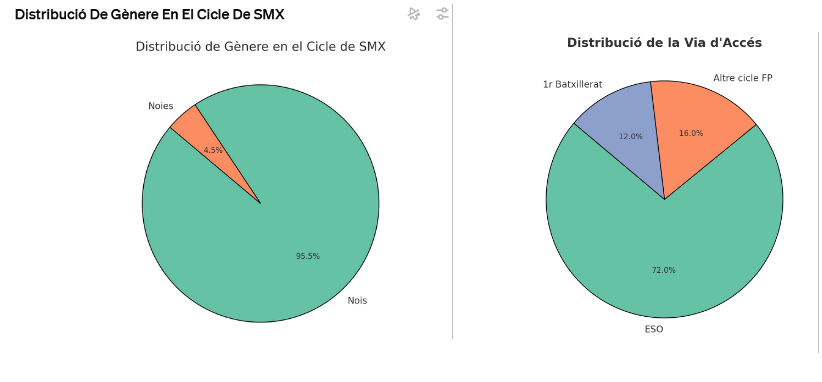 Distribució De Gènere En El Cicle De SMX
Distribució de Gènere en el Cicle de SMX
Noies
4.5%
95.5%
Nois
Distribució de la Via d'Accés
1r Batxillerat
Altre cicle FP
12.0%
16.0%
72.0%
ESO